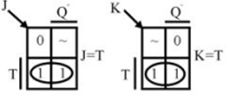 J Q' K Q'
0 ~ ~ 0
J=T K=T
T 1 1 T 1 1